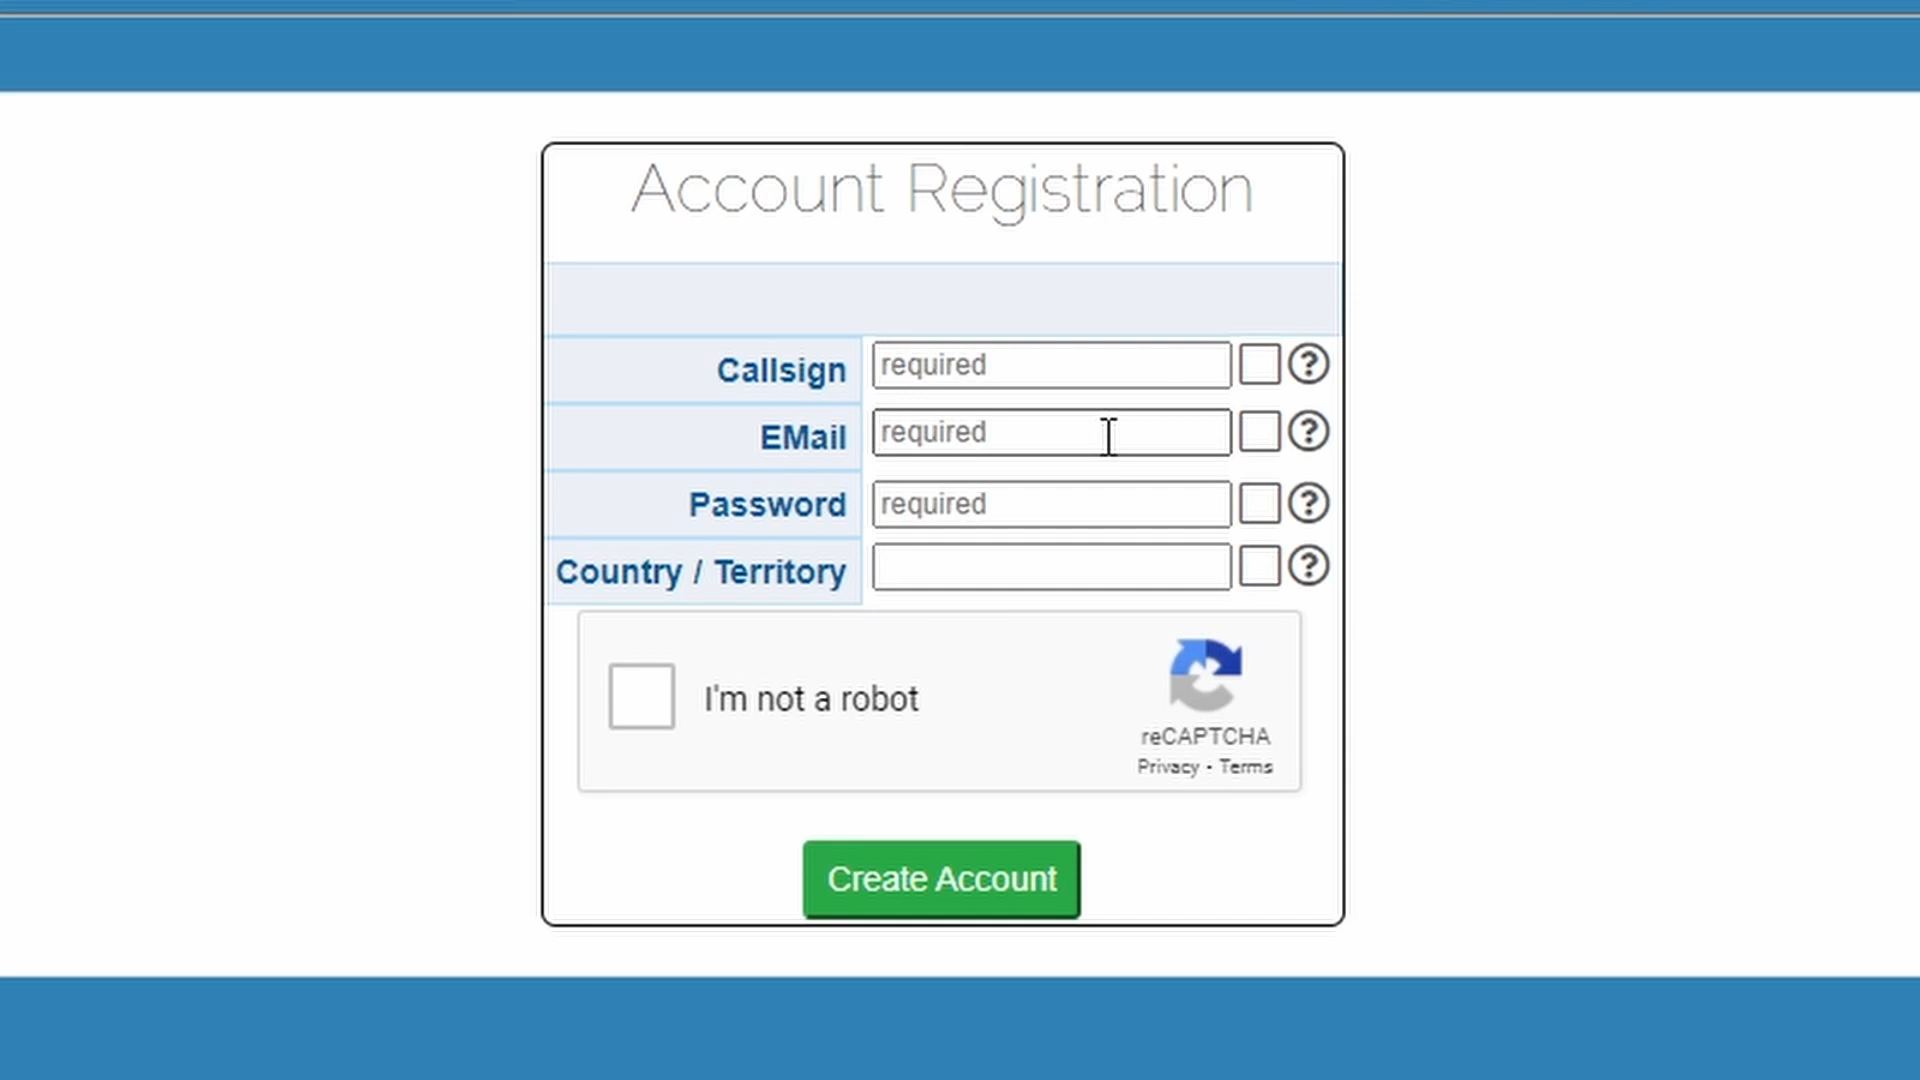 Account Registration
Callsign required ?
EMail required ?
Password required ?
Country / Territory ?
I'm not a robot
reCAPTCHA
Privacy - Terms
Create Account